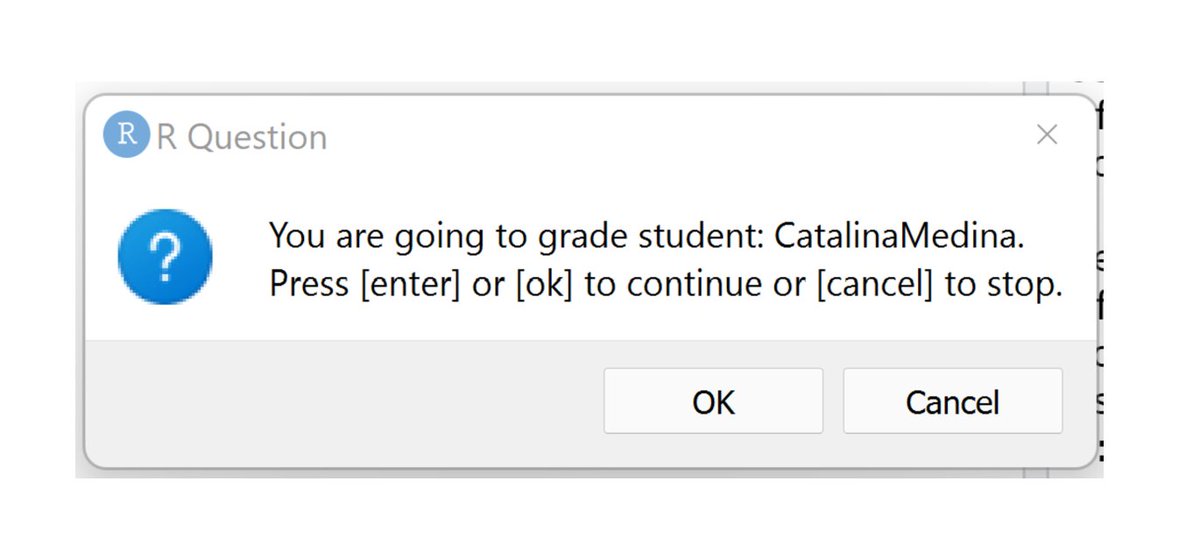 R R Question
?
You are going to grade student: CatalinaMedina.
Press [enter] or [ok] to continue or [cancel] to stop.
OK Cancel